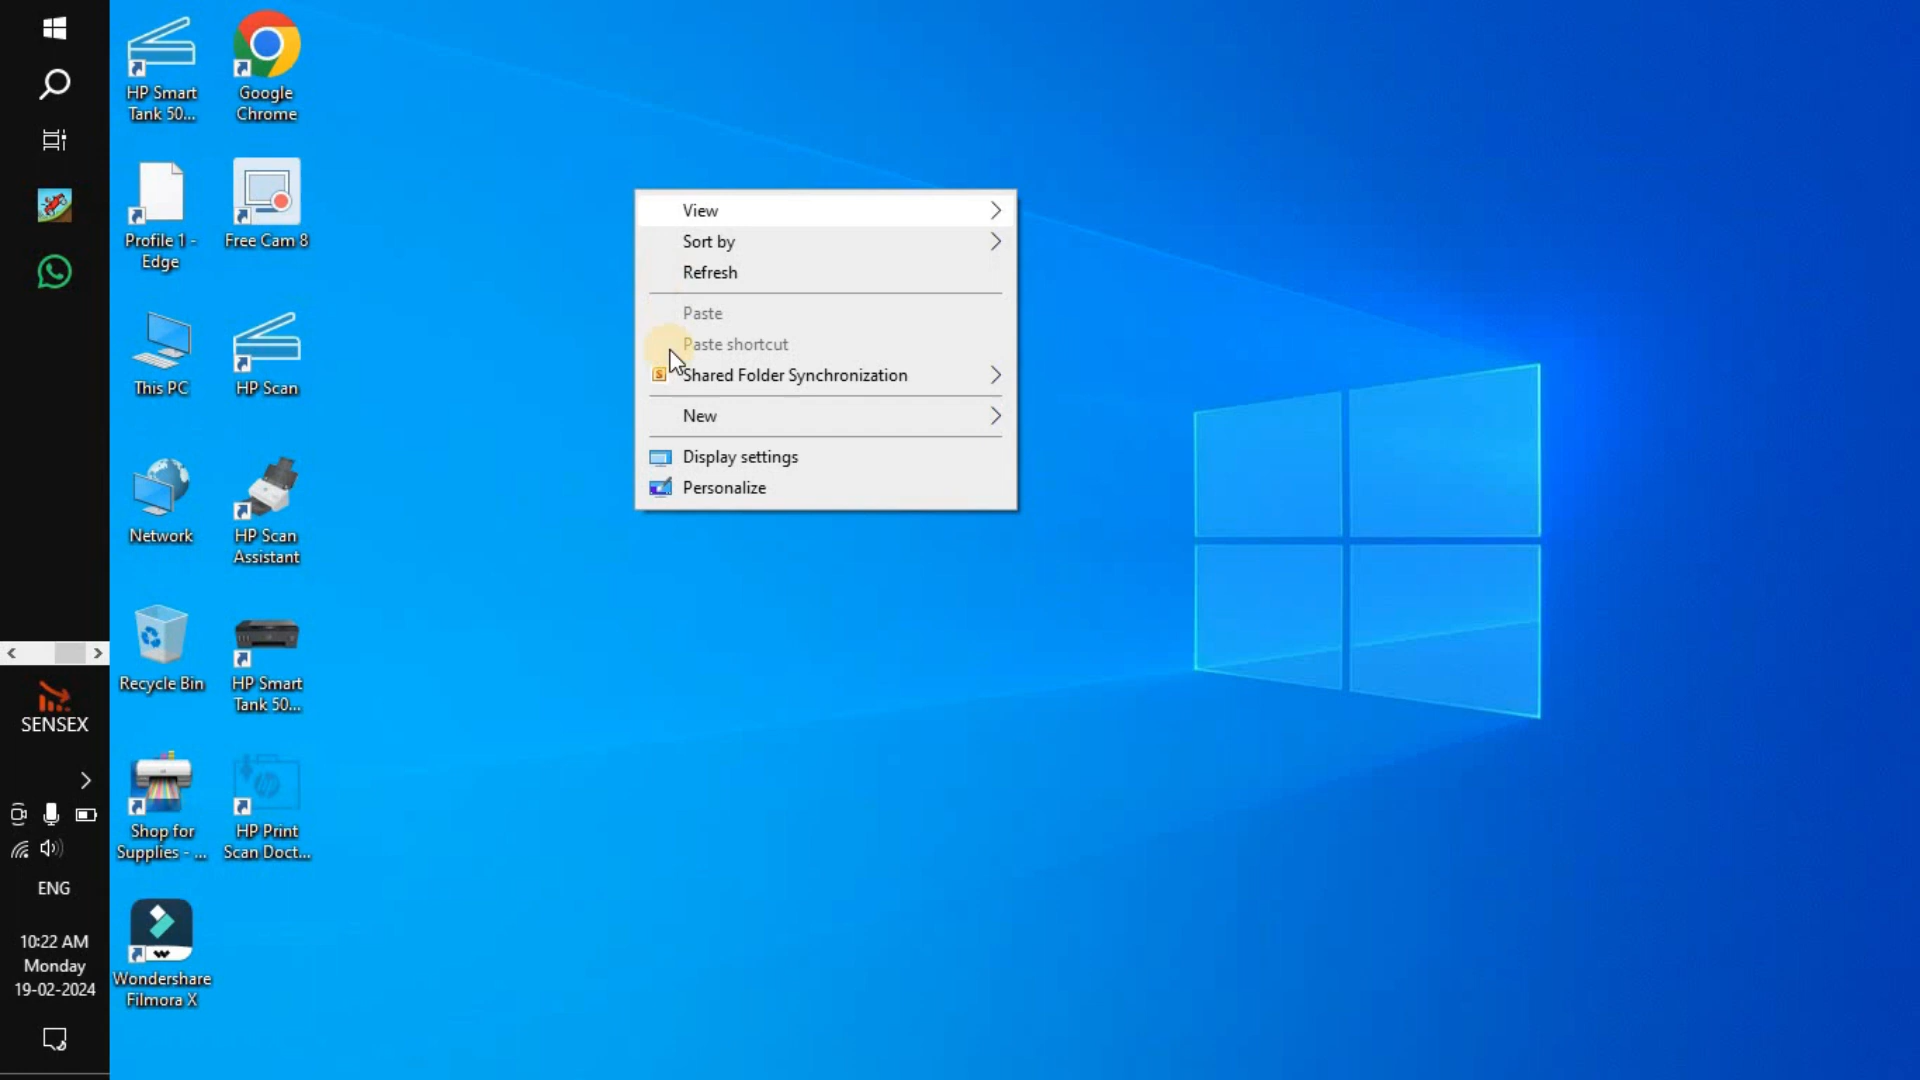 HP Smart
Tank 50...
Google
Chrome
Profile 1 -
Edge
Free Cam 8
This PC
HP Scan
Network
HP Scan
Assistant
Recycle Bin
HP Smart
Tank 50...
Shop for
Supplies - ...
HP Print
Scan Doct...
Wondershare
Filmora X
View
Sort by
Refresh
Paste
Paste shortcut
Shared Folder Synchronization
New
Display settings
Personalize
SENSEX
ENG
10:22 AM
Monday
19-02-2024